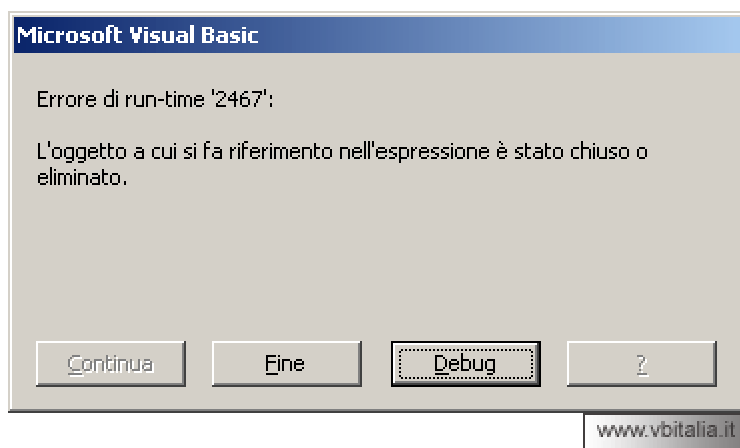 Microsoft Visual Basic
Errore di run-time '2467':
L'oggetto a cui si fa riferimento nell'espressione è stato chiuso o
eliminato.
Continua
Fine
Debug
?
www.vbitalia.it